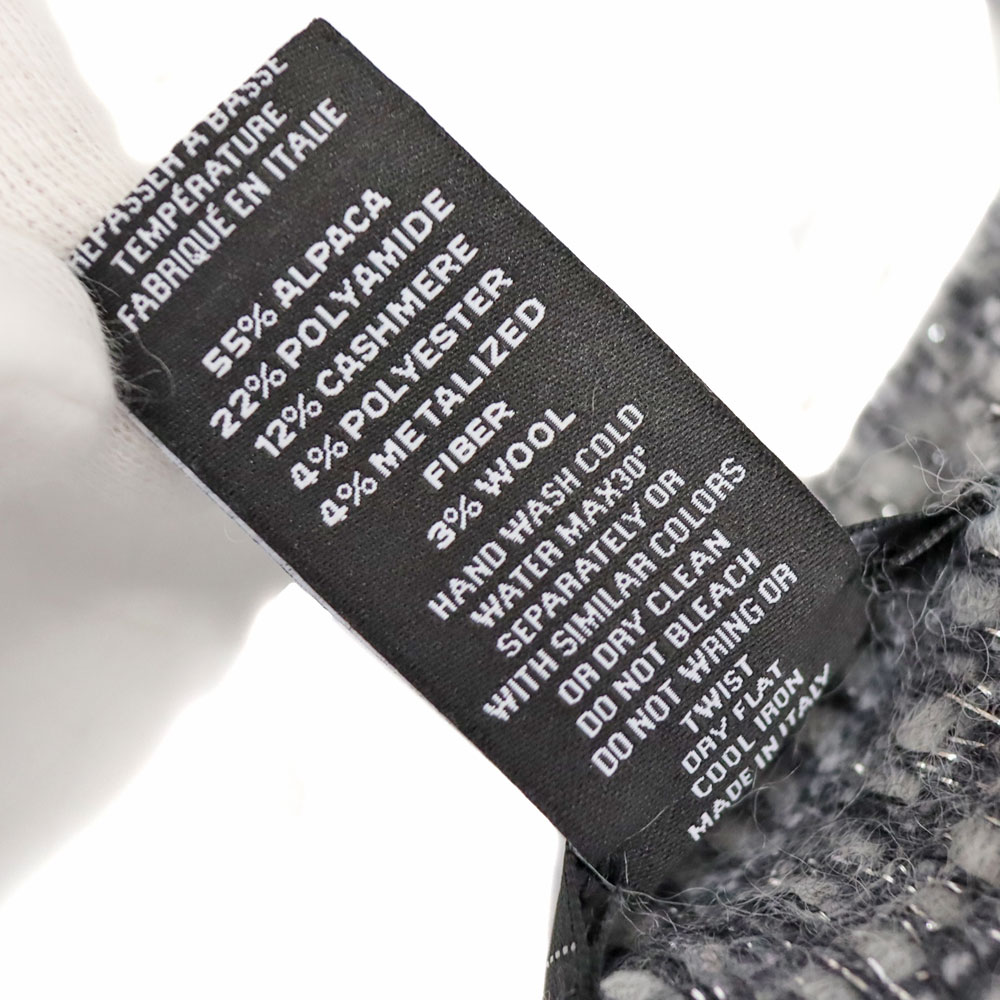 REPASSER À BASSE
TEMPÉRATURE
FABRIQUÉ EN ITALIE
55% ALPACA
22% POLYAMIDE
12% CASHMERE
4% POLYESTER
4% METALIZED
FIBER
3% WOOL
HAND WASH COLD
WATER MAX30°
SEPARATELY OR
WITH SIMILAR COLORS
OR DRY CLEAN
DO NOT BLEACH
DO NOT WRING OR
TWIST
DRY FLAT
COOL IRON
MADE IN ITALY